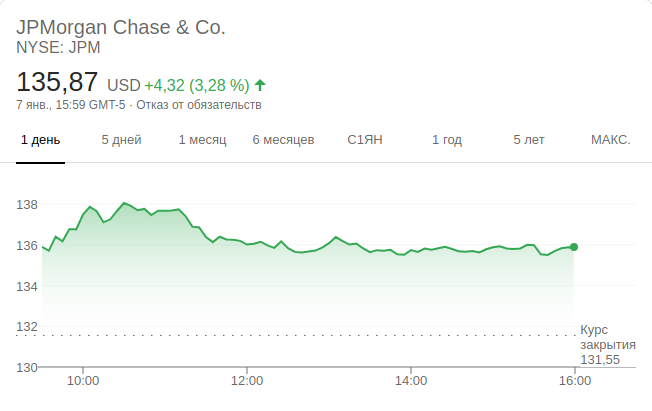 JPMorgan Chase & Co.
NYSE: JPM
135,87 USD +4,32 (3,28 %)
7 янв., 15:59 GMT-5 · Отказ от обязательств
1 день 5 дней 1 месяц 6 месяцев С1ЯН 1 год 5 лет МАКС.
138
136
134
132
Курс
закрытия
131,55
130
10:00 12:00 14:00 16:00